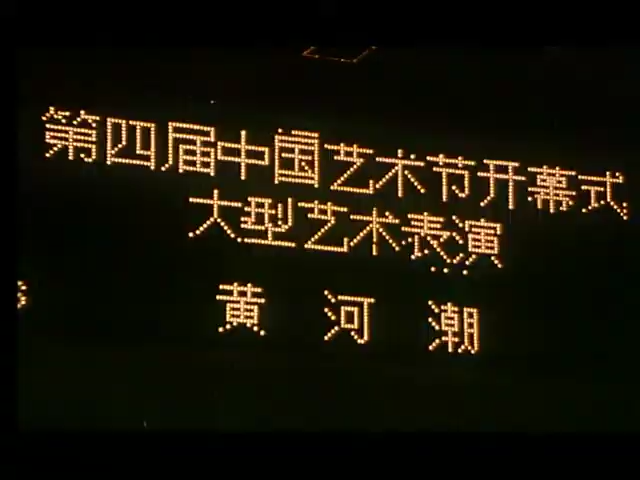 第四届中国艺术节开幕式
大型艺术表演
黄河潮